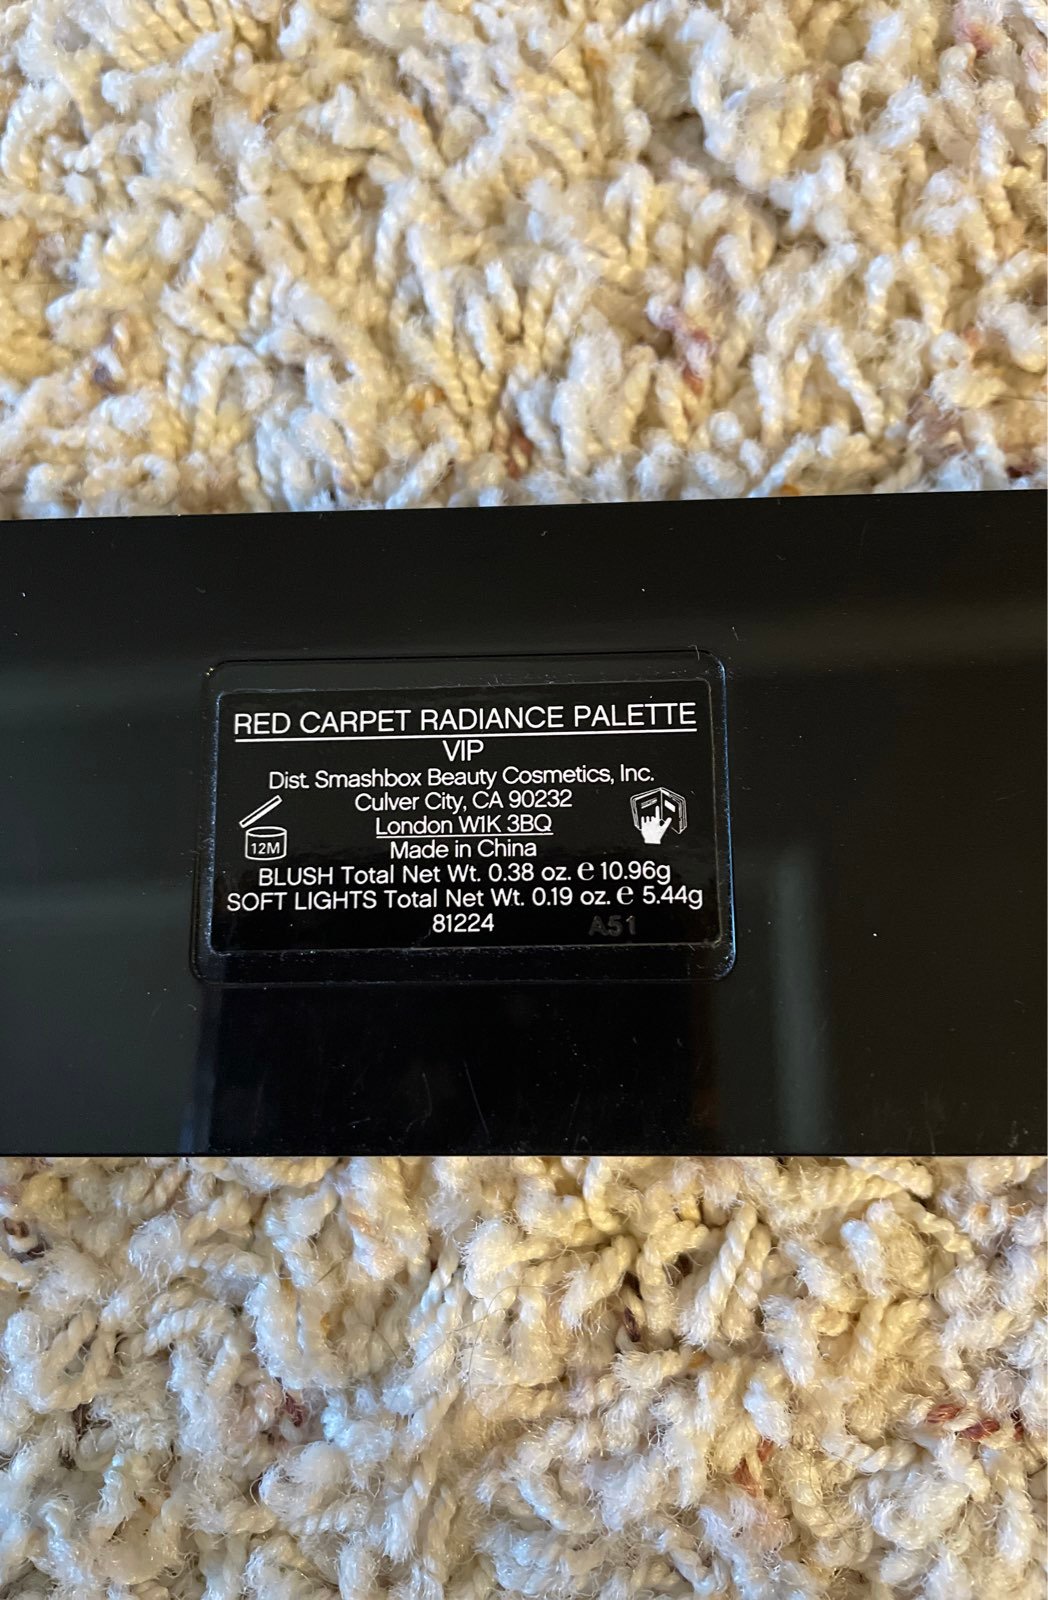 RED CARPET RADIANCE PALETTE
VIP
Dist. Smashbox Beauty Cosmetics, Inc.
Culver City, CA 90232
London W1K 3BQ
12M
Made in China
BLUSH Total Net Wt. 0.38 oz. e 10.96g
SOFT LIGHTS Total Net Wt. 0.19 oz. e 5.44g
81224 A51